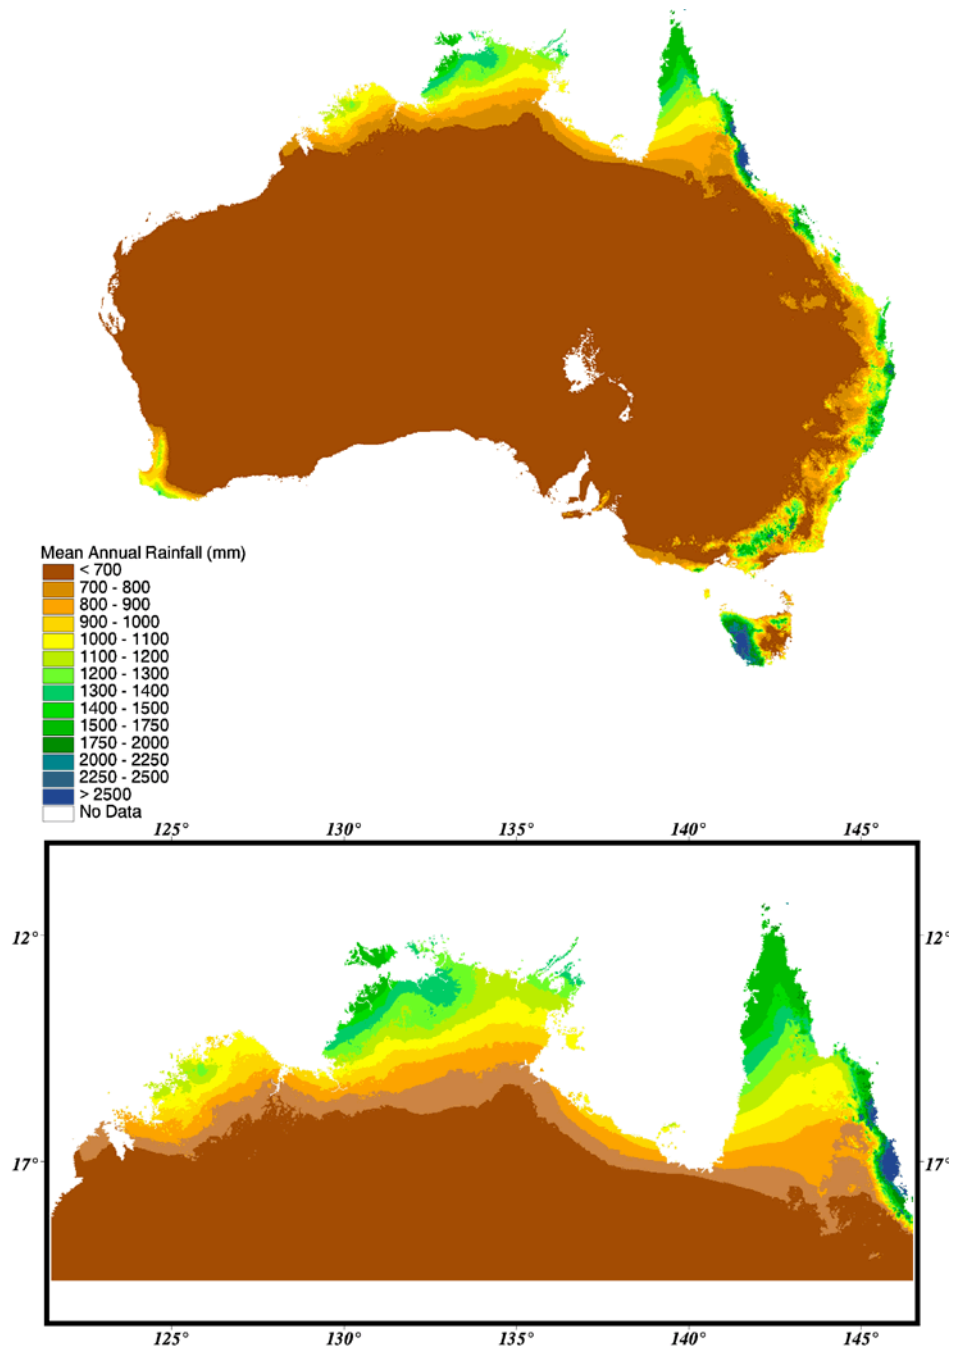 Mean Annual Rainfall (mm)
< 700
700 - 800
800 - 900
900 - 1000
1000 - 1100
1100 - 1200
1200 - 1300
1300 - 1400
1400 - 1500
1500 - 1750
1750 - 2000
2000 - 2250
2250 - 2500
> 2500
No Data
125° 130° 135° 140° 145°
12° 12°
17° 17°
125° 130° 135° 140° 145°